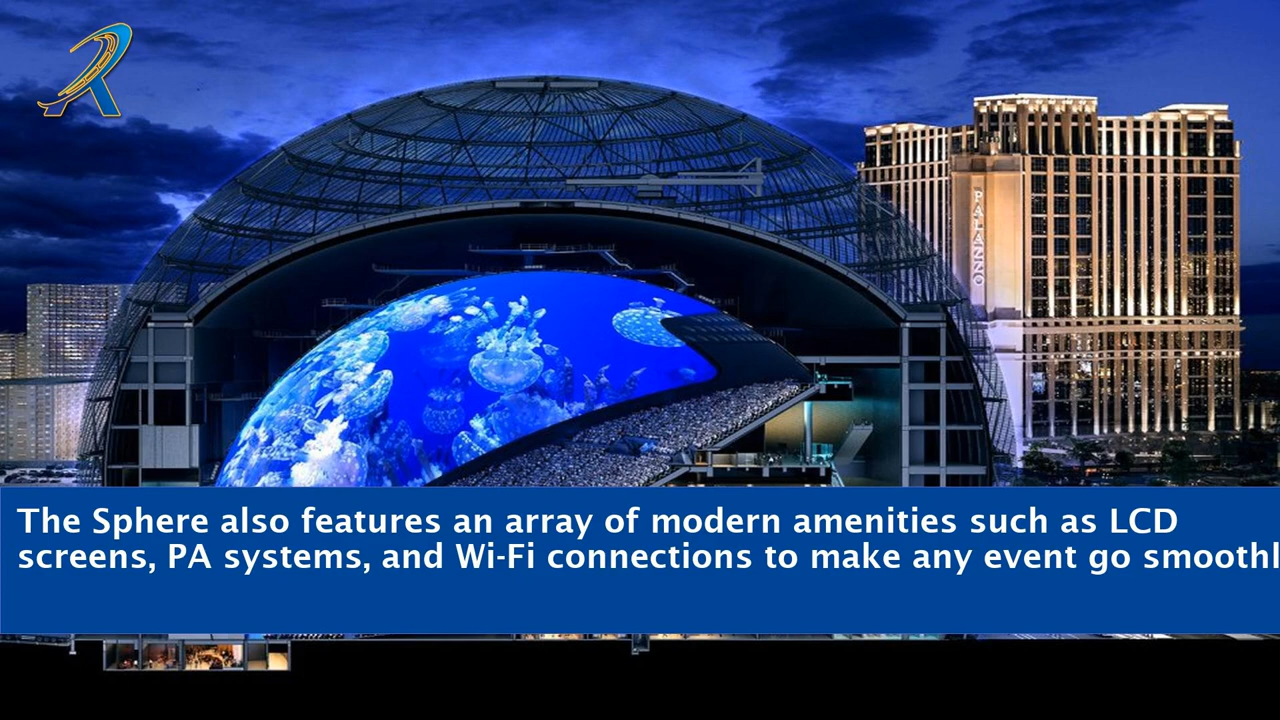 PALAZZO
The Sphere also features an array of modern amenities such as LCD
screens, PA systems, and Wi-Fi connections to make any event go smoothl